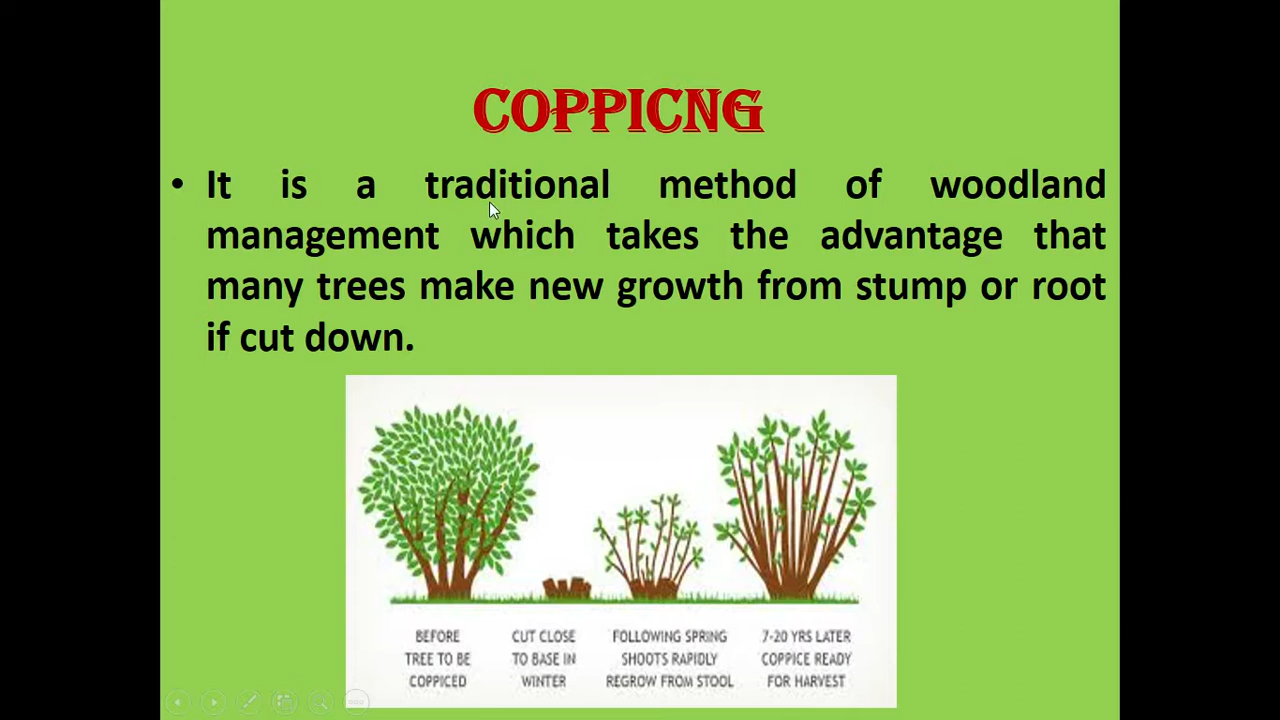 COPPICNG
• It is a traditional method of woodland
management which takes the advantage that
many trees make new growth from stump or root
if cut down.
BEFORE
TREE TO BE
COPPICED
CUT CLOSE
TO BASE IN
WINTER
FOLLOWING SPRING
SHOOTS RAPIDLY
REGROW FROM STOOL
7-20 YRS LATER
COPPICE READY
FOR HARVEST